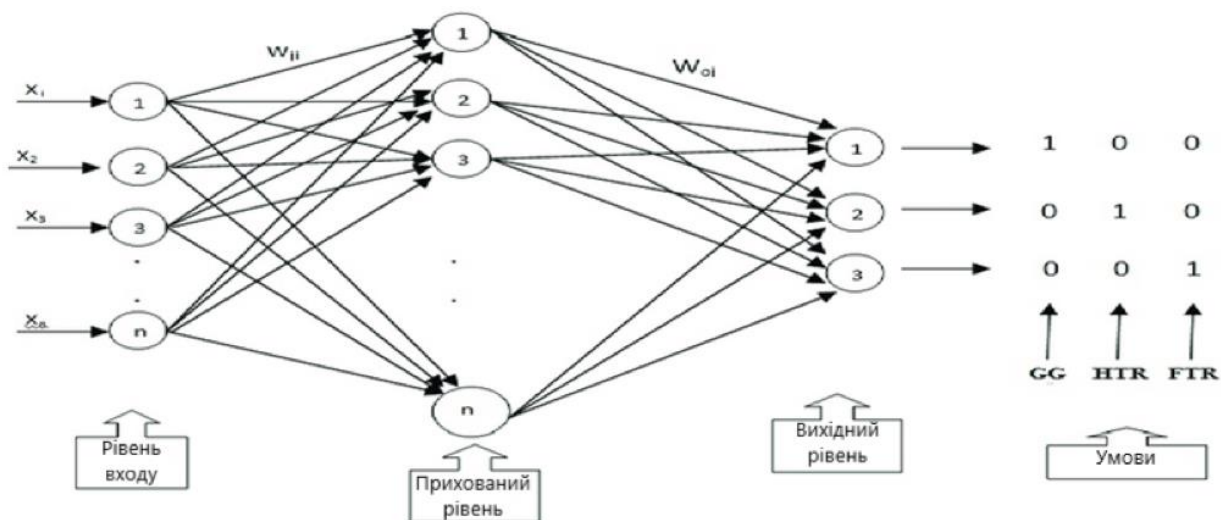 1
Wji
Woj
X1
1
2
X2
2
3
1
1 0 0
X3
3
2
0 1 0
3
0 0 1
n
GG HTR FTR
n
Рівень
входу
Вихідний
рівень
Умови
Прихований
рівень